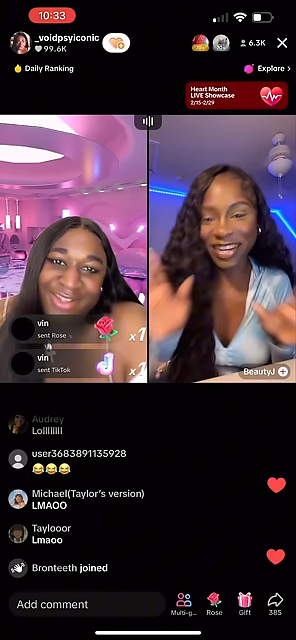 10:33
_voidpsyiconic
99.6K
6.3K
Daily Ranking
Explore >
Heart Month
LIVE Showcase
2/15-2/29
vin
sent Rose
x1
vin
sent TikTok
x1
BeautyJ
Audrey
Lolllllllll
user3683891135928
😂😂😂
Michael(Taylor's version)
LMAOO
Taylooor
Lmaoo
Bronteeth joined
Add comment
Multi-g...
Rose
Gift
385